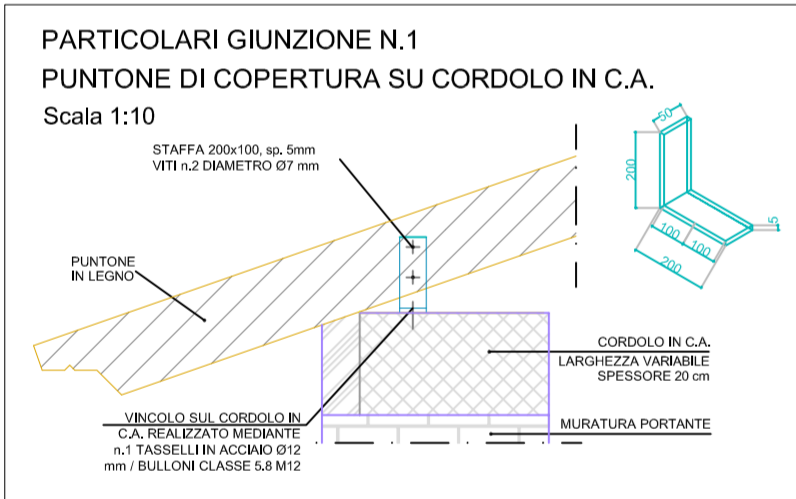 PARTICOLARI GIUNZIONE N.1
PUNTONE DI COPERTURA SU CORDOLO IN C.A.
Scala 1:10
STAFFA 200x100, sp. 5mm
VITI n.2 DIAMETRO Ø7 mm
50
200
5
100
100
200
PUNTONE
IN LEGNO
CORDOLO IN C.A.
LARGHEZZA VARIABILE
SPESSORE 20 cm
VINCOLO SUL CORDOLO IN
C.A. REALIZZATO MEDIANTE
n.1 TASSELLI IN ACCIAIO Ø12
mm / BULLONI CLASSE 5.8 M12
MURATURA PORTANTE